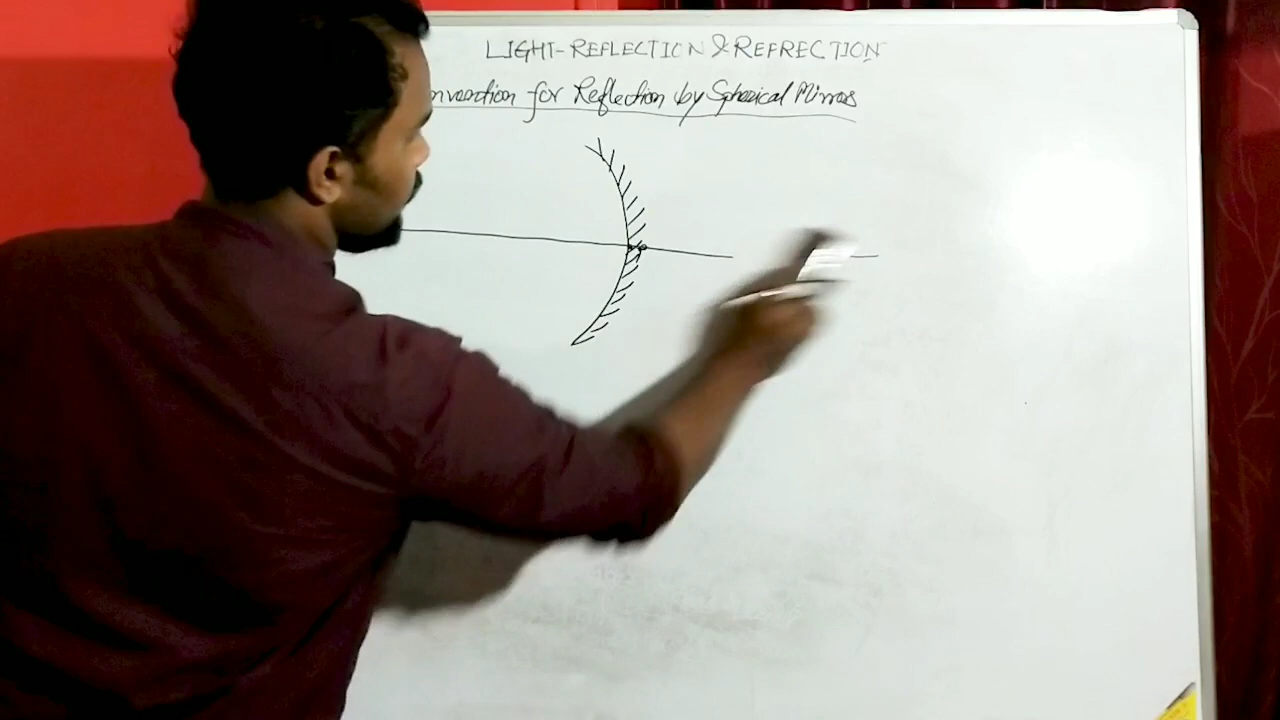 LIGHT-REFLECTION & REFRECTION
nvention for Reflection by Spherical Mirrors